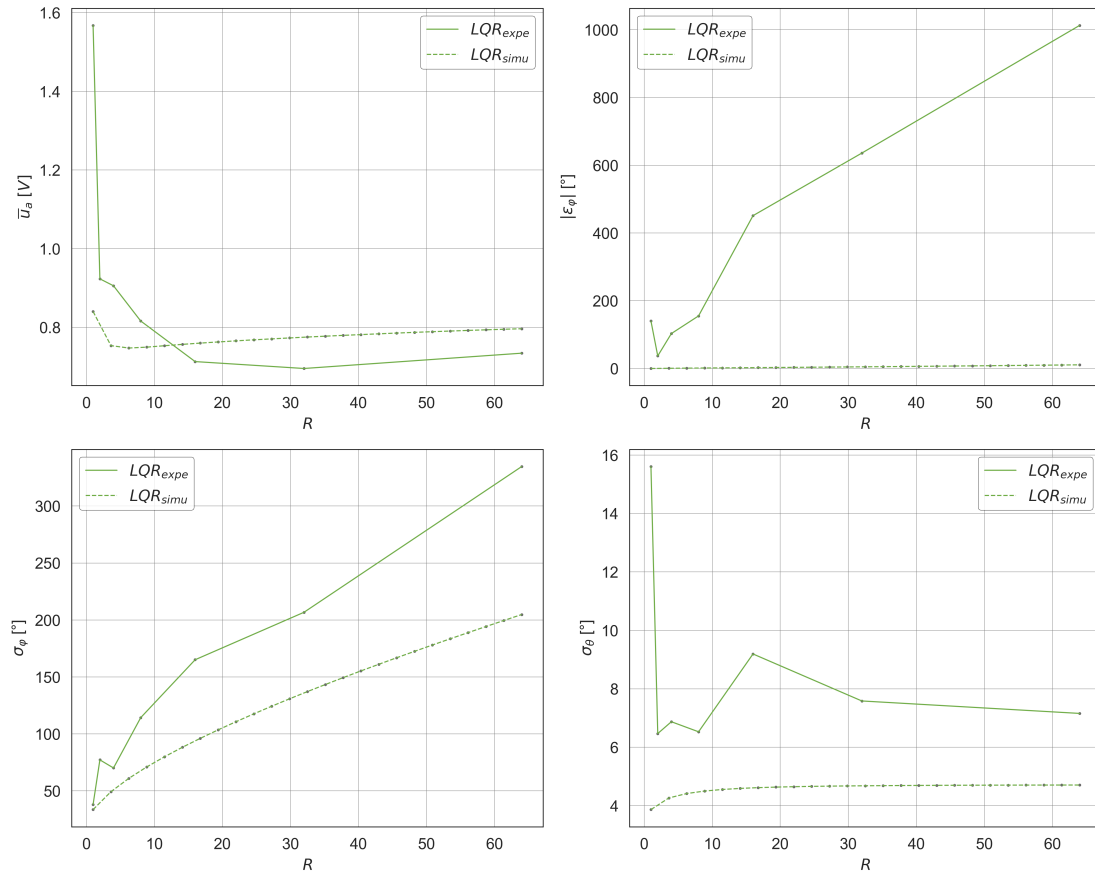 1.6
1.4
1.2
1.0
0.8
u̅_a [V]
0 10 20 30 40 50 60
R
LQR_expe
LQR_simu
1000
800
600
400
200
0
|ε_φ| [°]
0 10 20 30 40 50 60
R
LQR_expe
LQR_simu
300
250
200
150
100
50
σ_φ [°]
0 10 20 30 40 50 60
R
LQR_expe
LQR_simu
16
14
12
10
8
6
4
σ_θ [°]
0 10 20 30 40 50 60
R
LQR_expe
LQR_simu